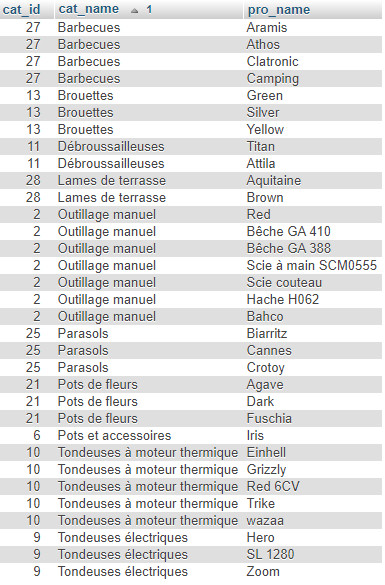 cat_id cat_name 1 pro_name
27 Barbecues Aramis
27 Barbecues Athos
27 Barbecues Clatronic
27 Barbecues Camping
13 Brouettes Green
13 Brouettes Silver
13 Brouettes Yellow
11 Débroussailleuses Titan
11 Débroussailleuses Attila
28 Lames de terrasse Aquitaine
28 Lames de terrasse Brown
2 Outillage manuel Red
2 Outillage manuel Bêche GA 410
2 Outillage manuel Bêche GA 388
2 Outillage manuel Scie à main SCM0555
2 Outillage manuel Scie couteau
2 Outillage manuel Hache H062
2 Outillage manuel Bahco
25 Parasols Biarritz
25 Parasols Cannes
25 Parasols Crotoy
21 Pots de fleurs Agave
21 Pots de fleurs Dark
21 Pots de fleurs Fuschia
6 Pots et accessoires Iris
10 Tondeuses à moteur thermique Einhell
10 Tondeuses à moteur thermique Grizzly
10 Tondeuses à moteur thermique Red 6CV
10 Tondeuses à moteur thermique Trike
10 Tondeuses à moteur thermique wazaa
9 Tondeuses électriques Hero
9 Tondeuses électriques SL 1280
9 Tondeuses électriques Zoom